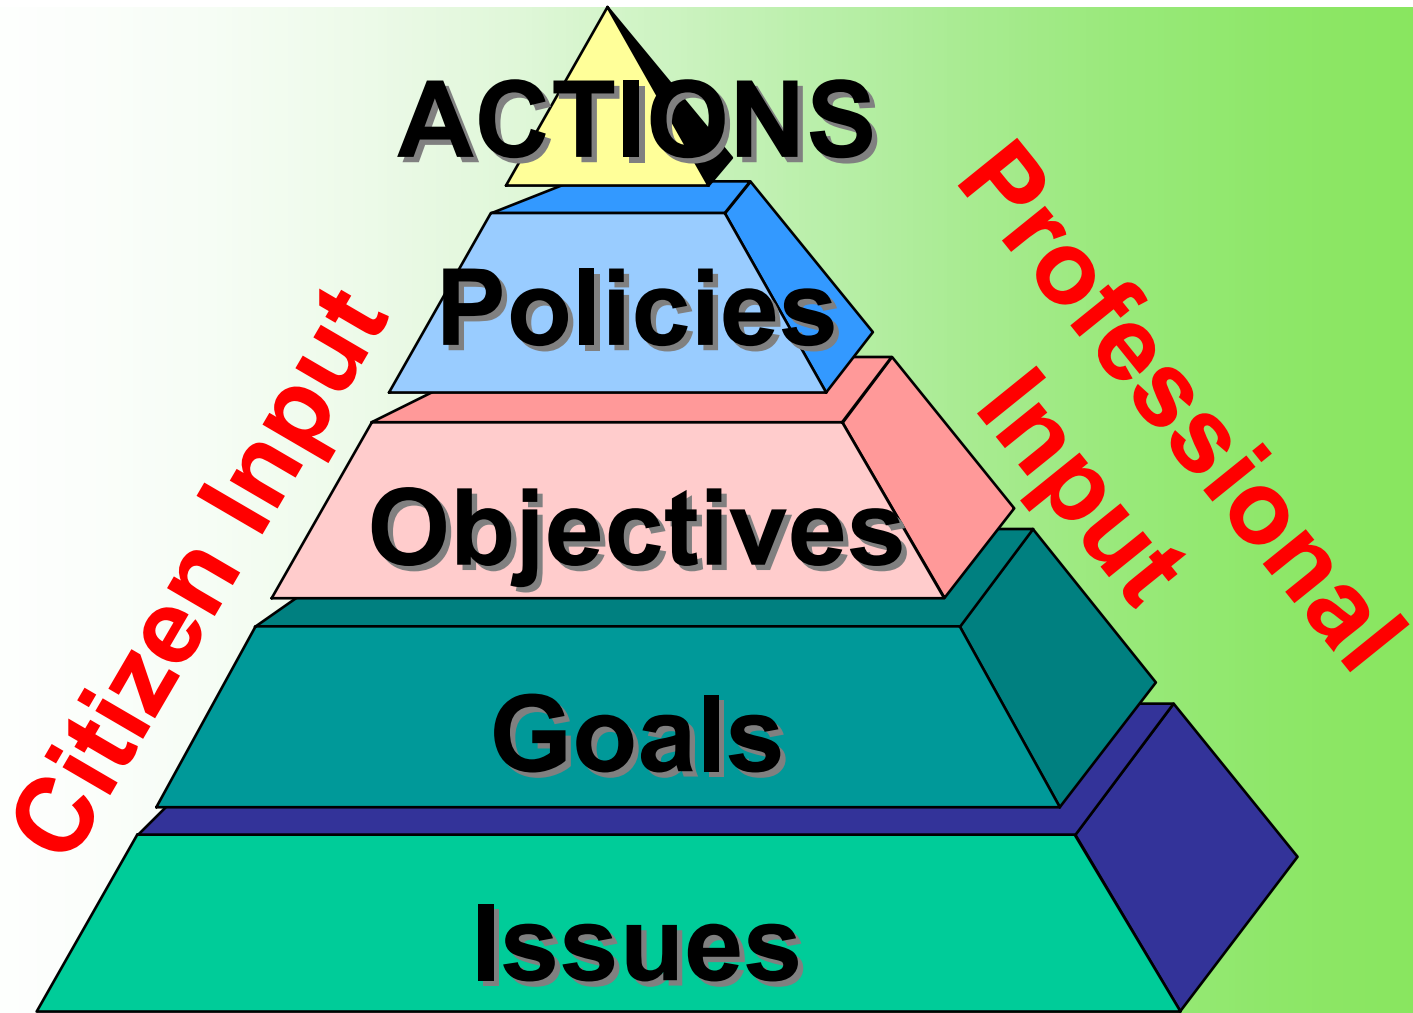 ACTIONS
Policies
Objectives
Goals
Issues
Citizen Input
Professional
Input